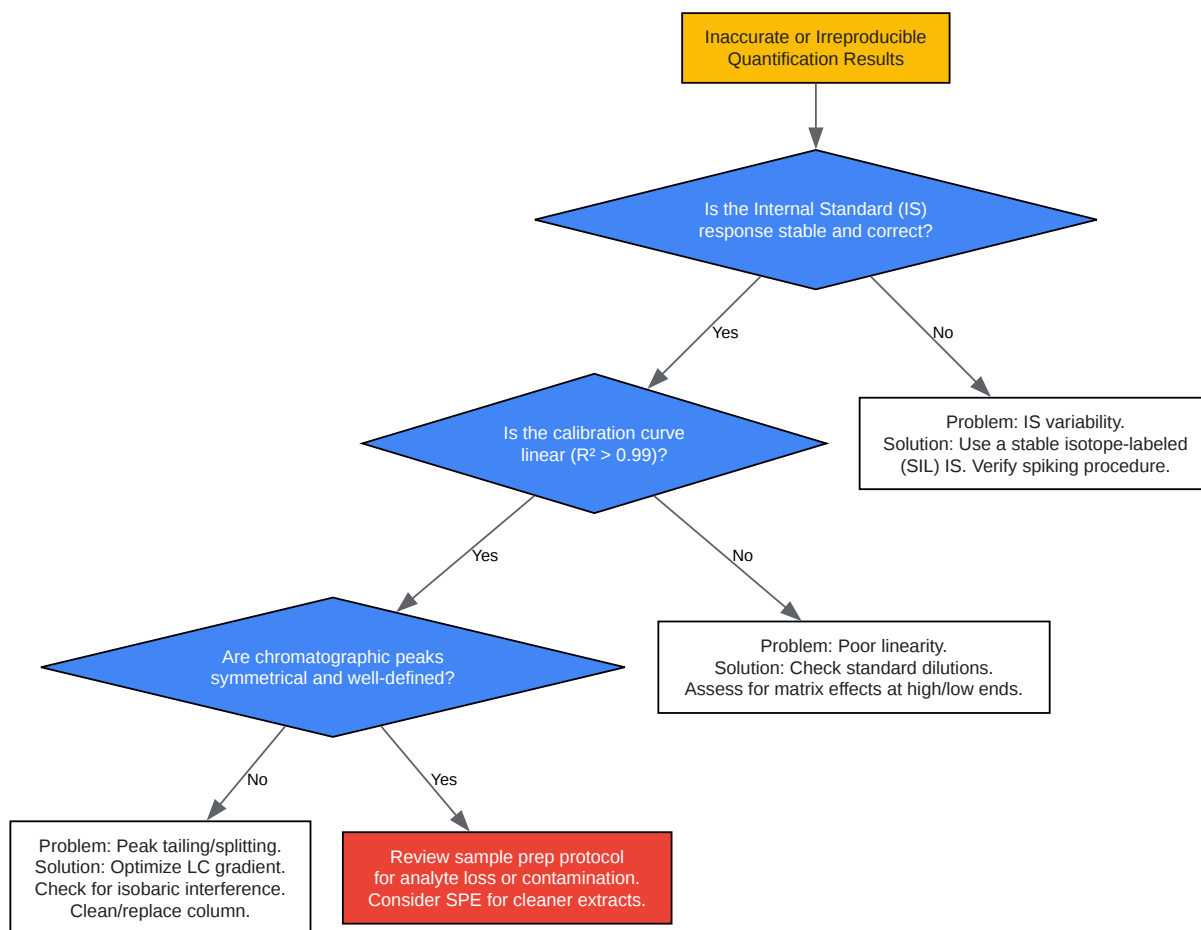 Inaccurate or Irreproducible
Quantification Results
Is the Internal Standard (IS)
response stable and correct?
Yes
No
Is the calibration curve
linear (R² > 0.99)?
Problem: IS variability.
Solution: Use a stable isotope-labeled
(SIL) IS. Verify spiking procedure.
Yes
No
Are chromatographic peaks
symmetrical and well-defined?
Problem: Poor linearity.
Solution: Check standard dilutions.
Assess for matrix effects at high/low ends.
No
Yes
Problem: Peak tailing/splitting.
Solution: Optimize LC gradient.
Check for isobaric interference.
Clean/replace column.
Review sample prep protocol
for analyte loss or contamination.
Consider SPE for cleaner extracts.